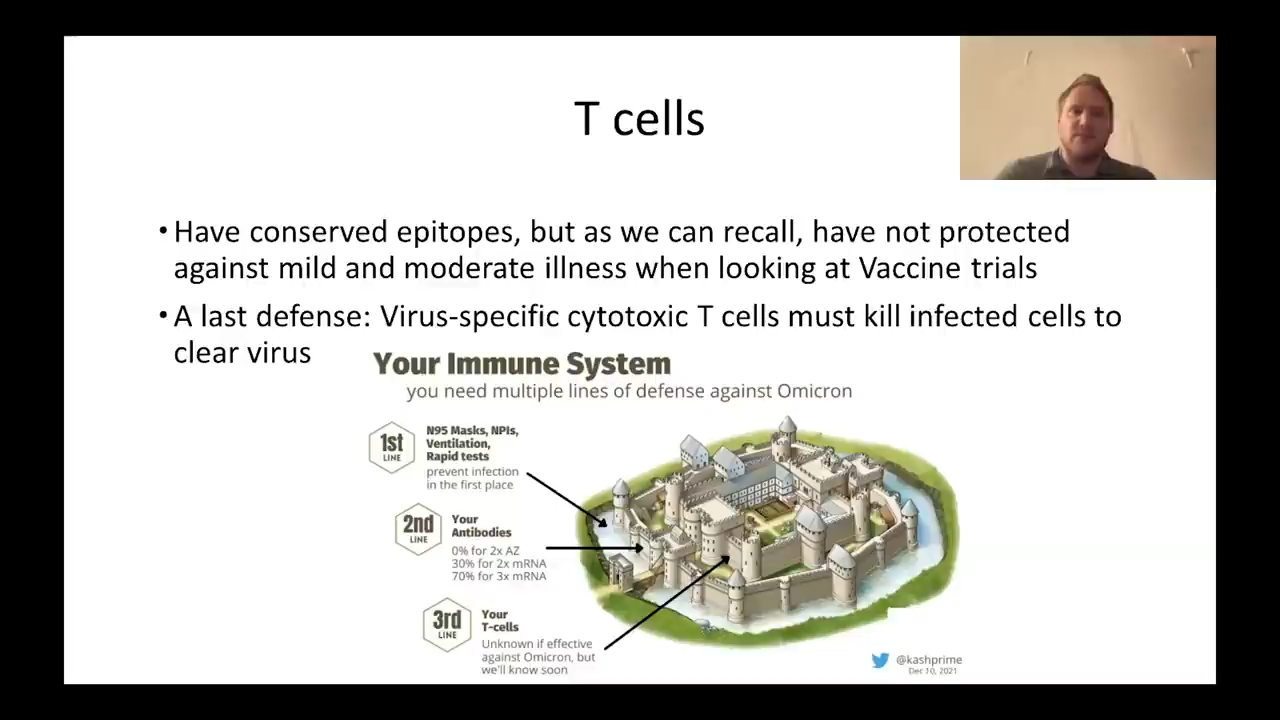 T cells
• Have conserved epitopes, but as we can recall, have not protected
against mild and moderate illness when looking at Vaccine trials
• A last defense: Virus-specific cytotoxic T cells must kill infected cells to
clear virus
Your Immune System
you need multiple lines of defense against Omicron
1st
LINE
N95 Masks, NPIs,
Ventilation,
Rapid tests
prevent infection
in the first place
2nd
LINE
Your
Antibodies
0% for 2x AZ
30% for 2x mRNA
70% for 3x mRNA
3rd
LINE
Your
T-cells
Unknown if effective
against Omicron, but
we'll know soon
@kashprime
Dec 10, 2021